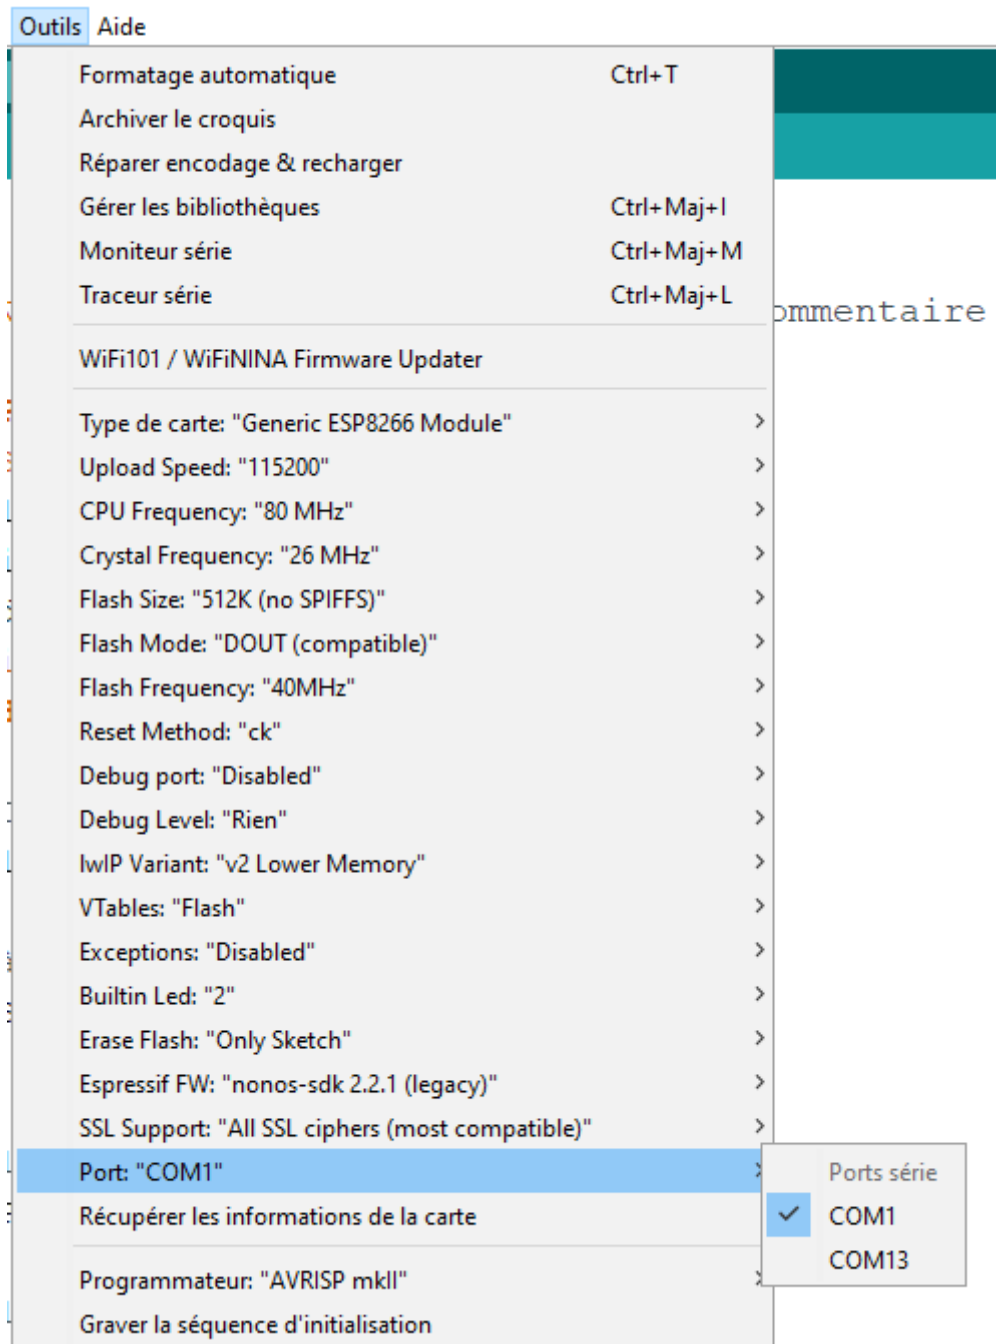 Outils Aide
Formatage automatique Ctrl+T
Archiver le croquis
Réparer encodage & recharger
Gérer les bibliothèques Ctrl+Maj+I
Moniteur série Ctrl+Maj+M
Traceur série Ctrl+Maj+L
ommentaire
WiFi101 / WiFiNINA Firmware Updater
Type de carte: "Generic ESP8266 Module"
Upload Speed: "115200"
CPU Frequency: "80 MHz"
Crystal Frequency: "26 MHz"
Flash Size: "512K (no SPIFFS)"
Flash Mode: "DOUT (compatible)"
Flash Frequency: "40MHz"
Reset Method: "ck"
Debug port: "Disabled"
Debug Level: "Rien"
lwIP Variant: "v2 Lower Memory"
VTables: "Flash"
Exceptions: "Disabled"
Builtin Led: "2"
Erase Flash: "Only Sketch"
Espressif FW: "nonos-sdk 2.2.1 (legacy)"
SSL Support: "All SSL ciphers (most compatible)"
Port: "COM1"
Ports série
COM1
COM13
Récupérer les informations de la carte
Programmateur: "AVRISP mkII"
Graver la séquence d'initialisation